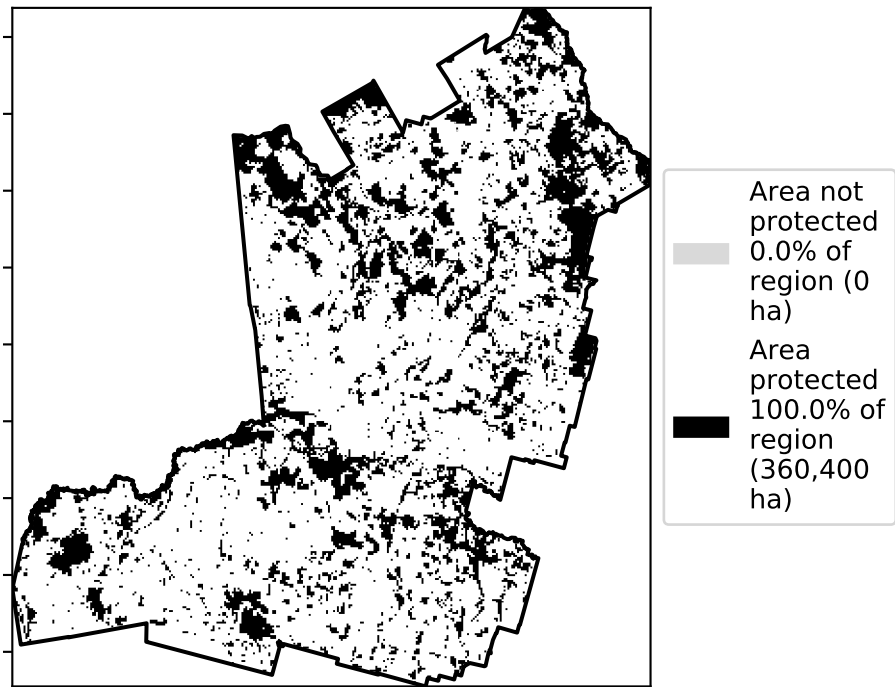 Area not
protected
0.0% of
region (0
ha)
Area
protected
100.0% of
region
(360,400
ha)